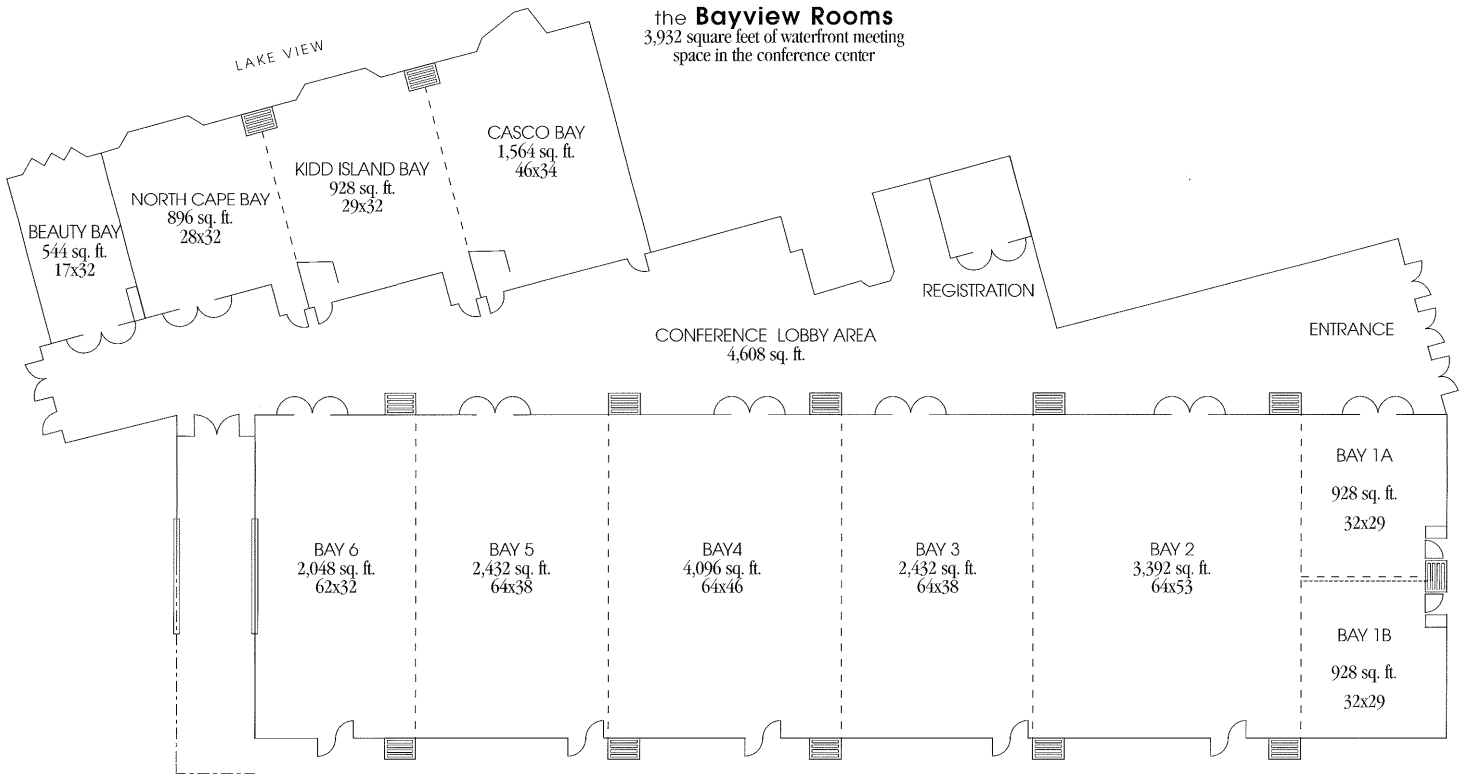 the Bayview Rooms
3,932 square feet of waterfront meeting
space in the conference center
LAKE VIEW
CASCO BAY
1,564 sq. ft.
46x34
KIDD ISLAND BAY
928 sq. ft.
29x32
NORTH CAPE BAY
896 sq. ft.
28x32
BEAUTY BAY
544 sq. ft.
17x32
REGISTRATION
CONFERENCE LOBBY AREA
4,608 sq. ft.
ENTRANCE
BAY 6
2,048 sq. ft.
62x32
BAY 5
2,432 sq. ft.
64x38
BAY4
4,096 sq. ft.
64x46
BAY 3
2,432 sq. ft.
64x38
BAY 2
3,392 sq. ft.
64x53
BAY 1A
928 sq. ft.
32x29
BAY 1B
928 sq. ft.
32x29